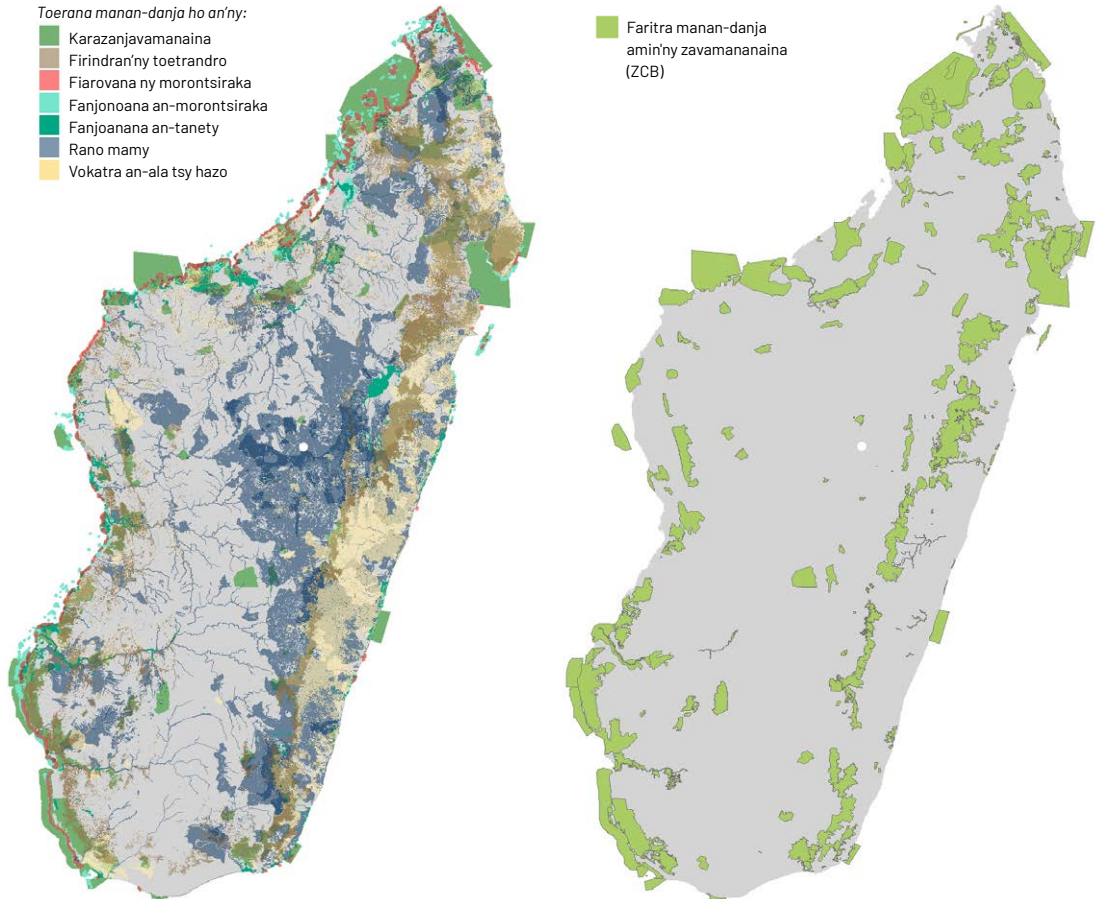 Toerana manan-danja ho an'ny:
Karazanjavamanaina
Firindran'ny toetrandro
Fiarovana ny morontsiraka
Fanjonoana an-morontsiraka
Fanjoanana an-tanety
Rano mamy
Vokatra an-ala tsy hazo
Faritra manan-danja
amin'ny zavamananaina
(ZCB)